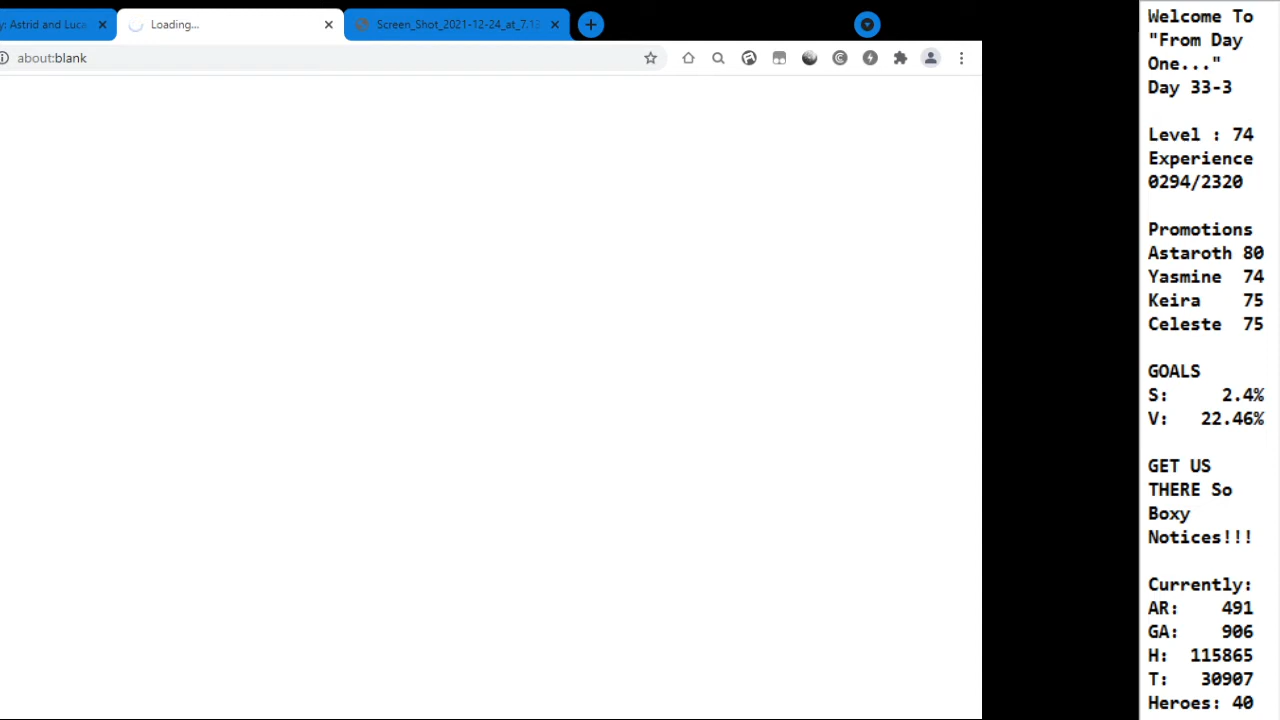 y: Astrid and Luca
Loading...
Screen_Shot_2021-12-24_at_7.1
about:blank
Welcome To
"From Day
One..."
Day 33-3
Level : 74
Experience
0294/2320
Promotions
Astaroth 80
Yasmine 74
Keira 75
Celeste 75
GOALS
S: 2.4%
V: 22.46%
GET US
THERE So
Boxy
Notices!!!
Currently:
AR: 491
GA: 906
H: 115865
T: 30907
Heroes: 40